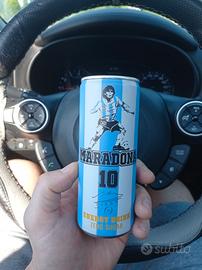 MARADONA
10
ENERGY DRINK
subito